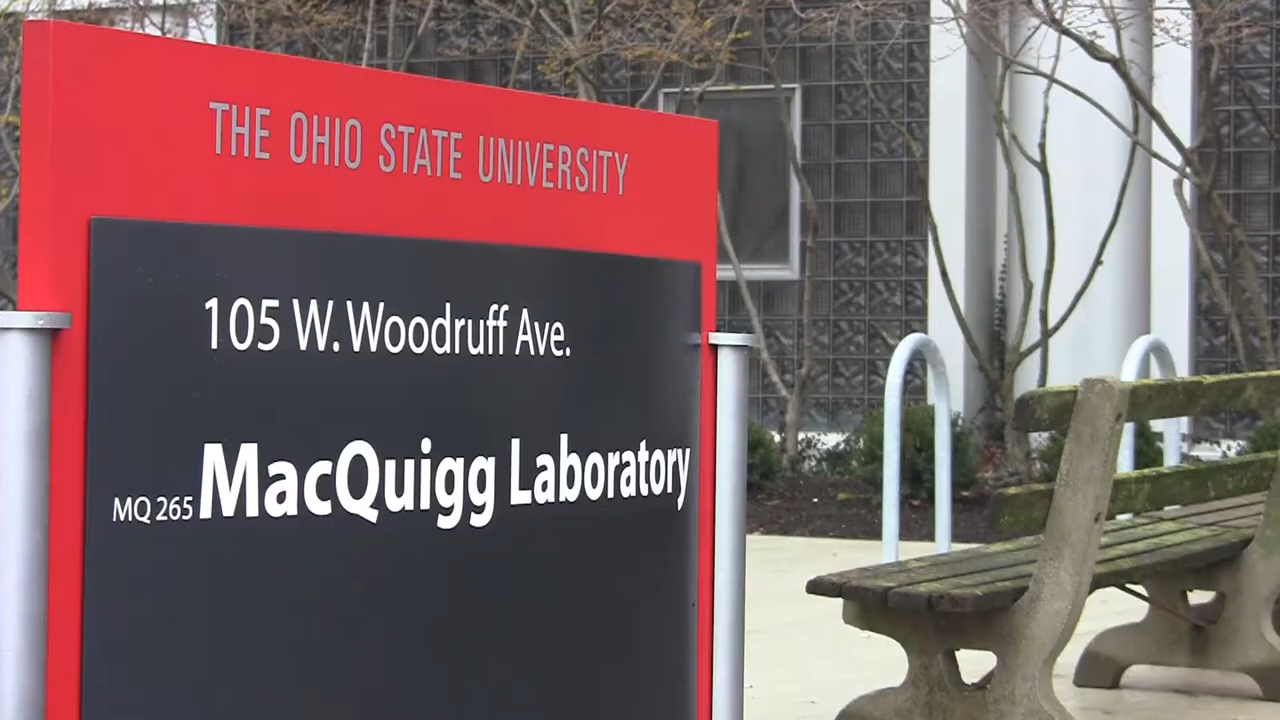 THE OHIO STATE UNIVERSITY
105 W. Woodruff Ave.
MQ 265 MacQuigg Laboratory